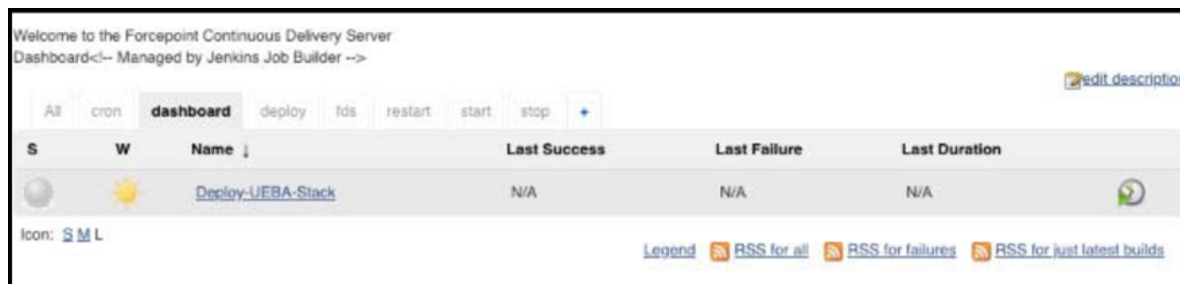 Welcome to the Forcepoint Continuous Delivery Server
Dashboard<!-- Managed by Jenkins Job Builder -->
edit description
All cron dashboard deploy fds restart start stop +
S W Name ↓ Last Success Last Failure Last Duration
Deploy-UEBA-Stack N/A N/A N/A
Icon: S M L
Legend RSS for all RSS for failures RSS for just latest builds